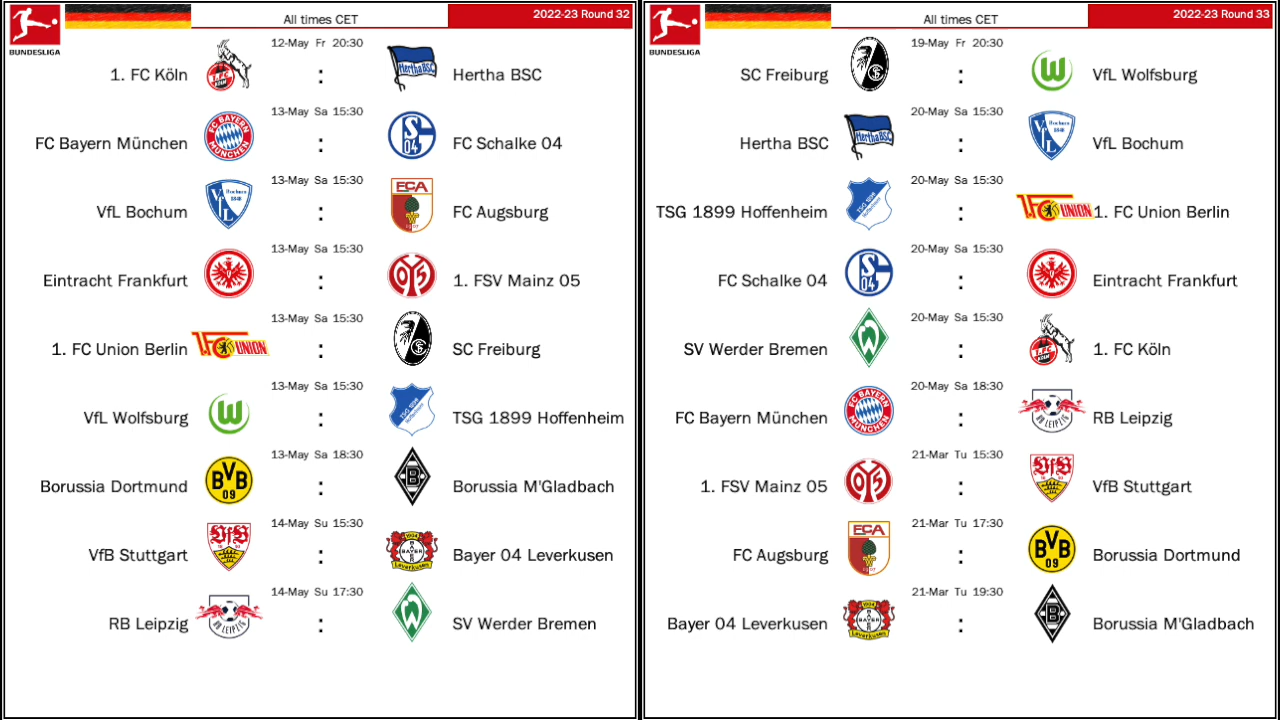 BUNDESLIGA
All times CET
2022-23 Round 32
12-May Fr 20:30
1. FC Köln : Hertha BSC
13-May Sa 15:30
FC Bayern München : FC Schalke 04
13-May Sa 15:30
VfL Bochum : FC Augsburg
13-May Sa 15:30
Eintracht Frankfurt : 1. FSV Mainz 05
13-May Sa 15:30
1. FC Union Berlin : SC Freiburg
13-May Sa 15:30
VfL Wolfsburg : TSG 1899 Hoffenheim
13-May Sa 18:30
Borussia Dortmund : Borussia M'Gladbach
14-May Su 15:30
VfB Stuttgart : Bayer 04 Leverkusen
14-May Su 17:30
RB Leipzig : SV Werder Bremen
BUNDESLIGA
All times CET
2022-23 Round 33
19-May Fr 20:30
SC Freiburg : VfL Wolfsburg
20-May Sa 15:30
Hertha BSC : VfL Bochum
20-May Sa 15:30
TSG 1899 Hoffenheim : 1. FC Union Berlin
20-May Sa 15:30
FC Schalke 04 : Eintracht Frankfurt
20-May Sa 15:30
SV Werder Bremen : 1. FC Köln
20-May Sa 18:30
FC Bayern München : RB Leipzig
21-Mar Tu 15:30
1. FSV Mainz 05 : VfB Stuttgart
21-Mar Tu 17:30
FC Augsburg : Borussia Dortmund
21-Mar Tu 19:30
Bayer 04 Leverkusen : Borussia M'Gladbach